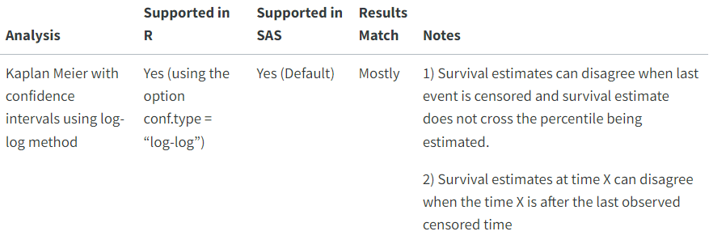 Analysis
Supported in
R
Supported in
SAS
Results
Match
Notes
Kaplan Meier with
confidence
intervals using log-
log method
Yes (using the
option
conf.type =
“log-log”)
Yes (Default)
Mostly
1) Survival estimates can disagree when last
event is censored and survival estimate
does not cross the percentile being
estimated.
2) Survival estimates at time X can disagree
when the time X is after the last observed
censored time